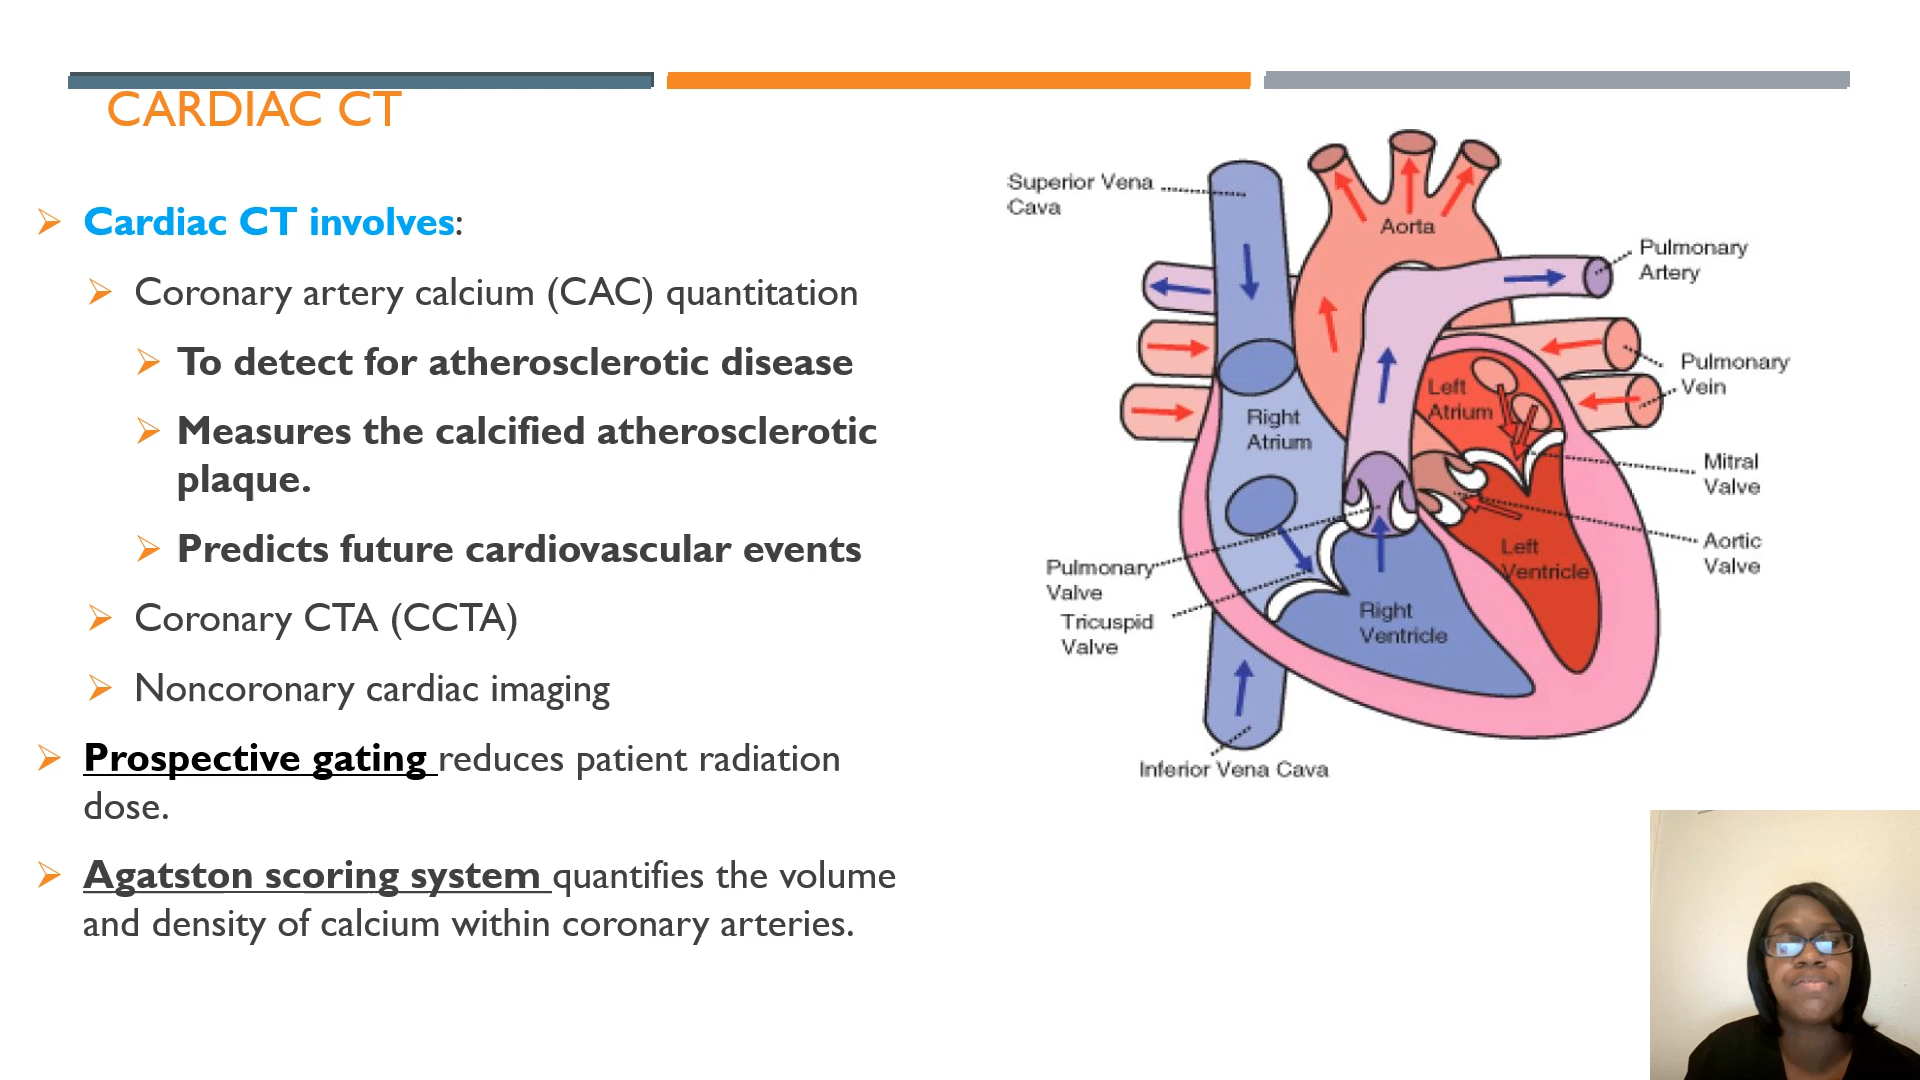 CARDIAC CT
Cardiac CT involves:
Coronary artery calcium (CAC) quantitation
To detect for atherosclerotic disease
Measures the calcified atherosclerotic
plaque.
Predicts future cardiovascular events
Coronary CTA (CCTA)
Noncoronary cardiac imaging
Prospective gating reduces patient radiation
dose.
Agatston scoring system quantifies the volume
and density of calcium within coronary arteries.
Superior Vena
Cava
Aorta
Pulmonary
Artery
Pulmonary
Vein
Left
Atrium
Right
Atrium
Mitral
Valve
Aortic
Valve
Left
Ventricle
Pulmonary
Valve
Tricuspid
Valve
Right
Ventricle
Inferior Vena Cava